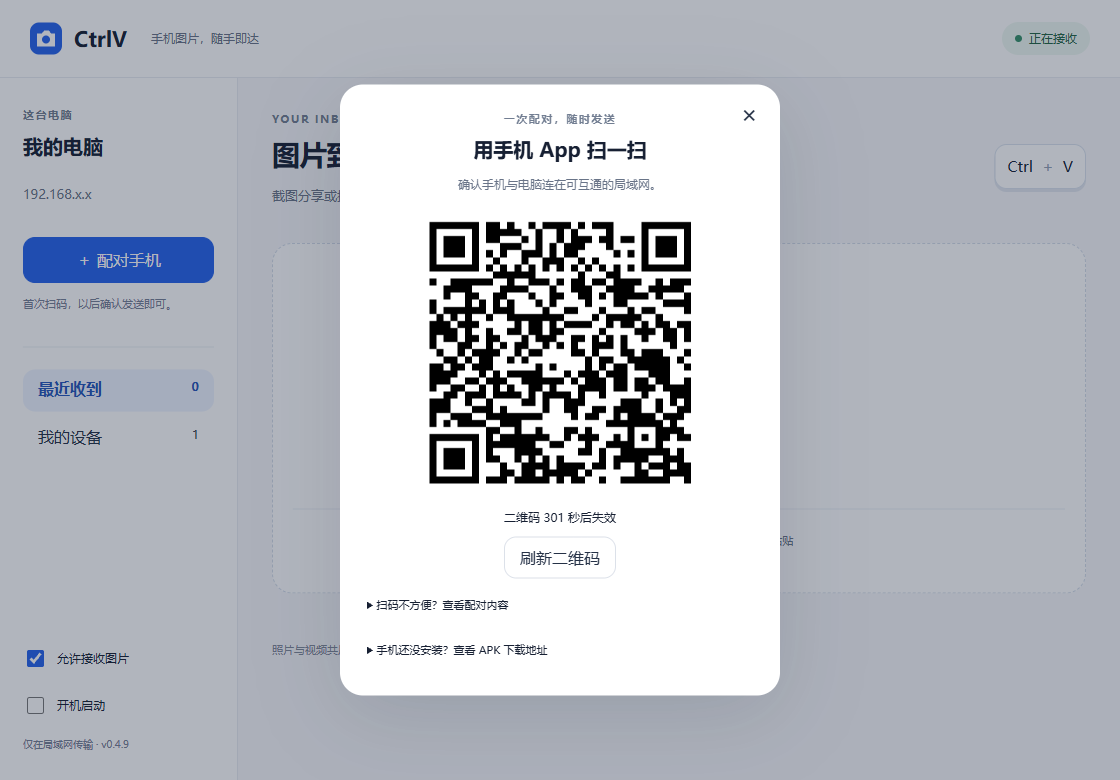 CtrlV
手机图片，随手即达
正在接收
这台电脑
我的电脑
192.168.x.x
+ 配对手机
首次扫码，以后确认发送即可。
最近收到 0
我的设备 1
允许接收图片
开机启动
仅在局域网传输 · v0.4.9
YOUR INB
图片到
截图分享或
Ctrl + V
贴
照片与视频共
一次配对，随时发送
×
用手机 App 扫一扫
确认手机与电脑连在可互通的局域网。
二维码 301 秒后失效
刷新二维码
扫码不方便？查看配对内容
手机还没安装？查看 APK 下载地址